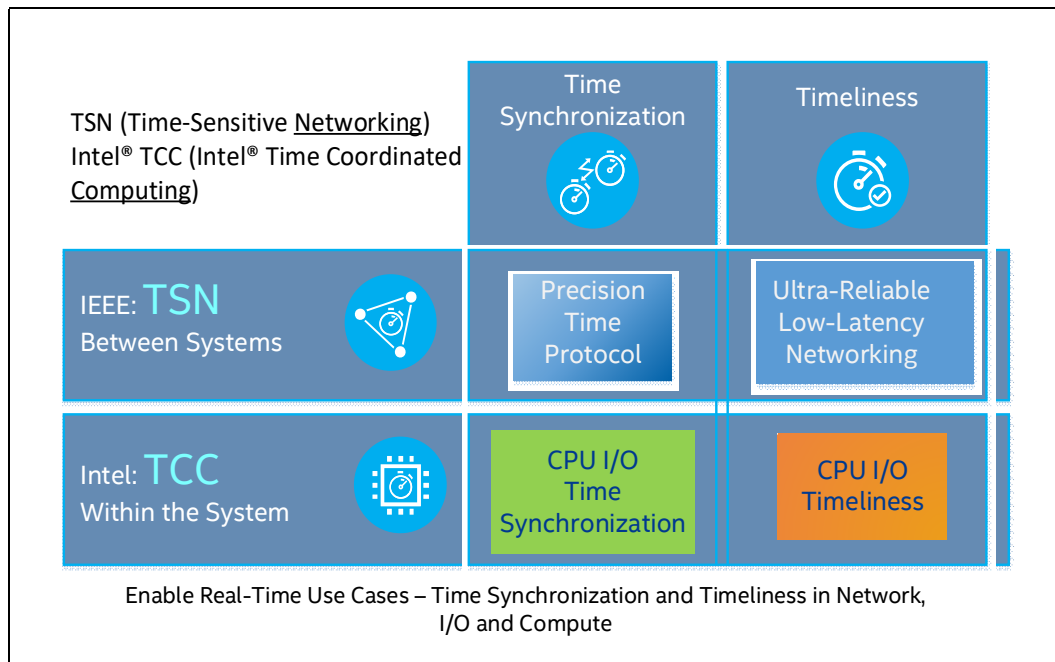 Time
Synchronization
Timeliness
TSN (Time-Sensitive Networking)
Intel® TCC (Intel® Time Coordinated
Computing)
IEEE: TSN
Between Systems
Precision
Time
Protocol
Ultra-Reliable
Low-Latency
Networking
Intel: TCC
Within the System
CPU I/O
Time
Synchronization
CPU I/O
Timeliness
Enable Real-Time Use Cases – Time Synchronization and Timeliness in Network,
I/O and Compute